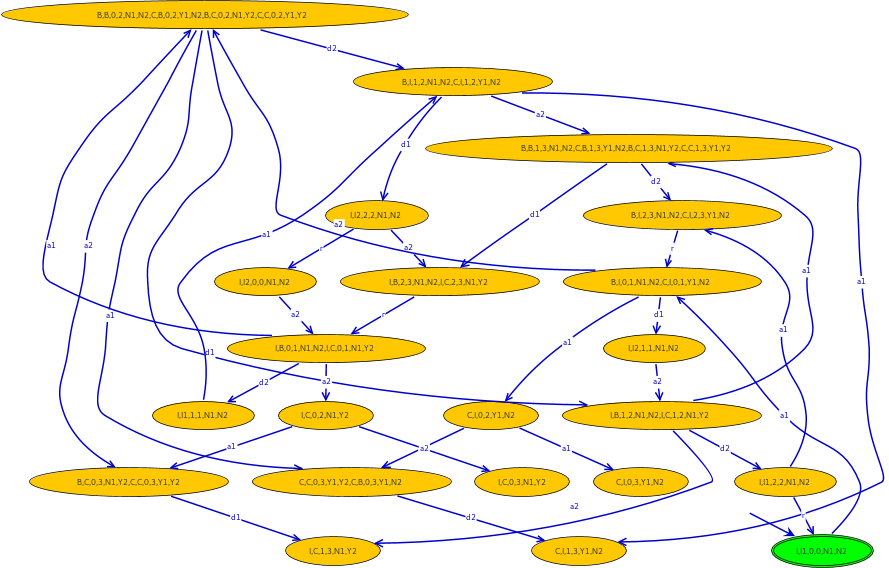 B,B,0,2,N1,N2,C,B,0,2,Y1,N2,B,C,0,2,N1,Y2,C,C,0,2,Y1,Y2
d2
B,I,1,2,N1,N2,C,I,1,2,Y1,N2
a2
d1
B,B,1,3,N1,N2,C,B,1,3,Y1,N2,B,C,1,3,N1,Y2,C,C,1,3,Y1,Y2
d2
I,I2,2,2,N1,N2
d1
B,I,2,3,N1,N2,C,I,2,3,Y1,N2
a2
a1
a1
a2
r
a2
r
a1
I,I2,0,0,N1,N2
I,B,2,3,N1,N2,I,C,2,3,N1,Y2
B,I,0,1,N1,N2,C,I,0,1,Y1,N2
a1
a1
a2
r
d1
a1
a1
I,B,0,1,N1,N2,I,C,0,1,N1,Y2
I,I2,1,1,N1,N2
d1
d2
a2
a2
I,I1,1,1,N1,N2
I,C,0,2,N1,Y2
C,I,0,2,Y1,N2
I,B,1,2,N1,N2,I,C,1,2,N1,Y2
a1
a1
a2
a1
d2
B,C,0,3,N1,Y2,C,C,0,3,Y1,Y2
C,C,0,3,Y1,Y2,C,B,0,3,Y1,N2
I,C,0,3,N1,Y2
C,I,0,3,Y1,N2
I,I1,2,2,N1,N2
a2
d1
d2
r
I,C,1,3,N1,Y2
C,I,1,3,Y1,N2
I,I1,0,0,N1,N2